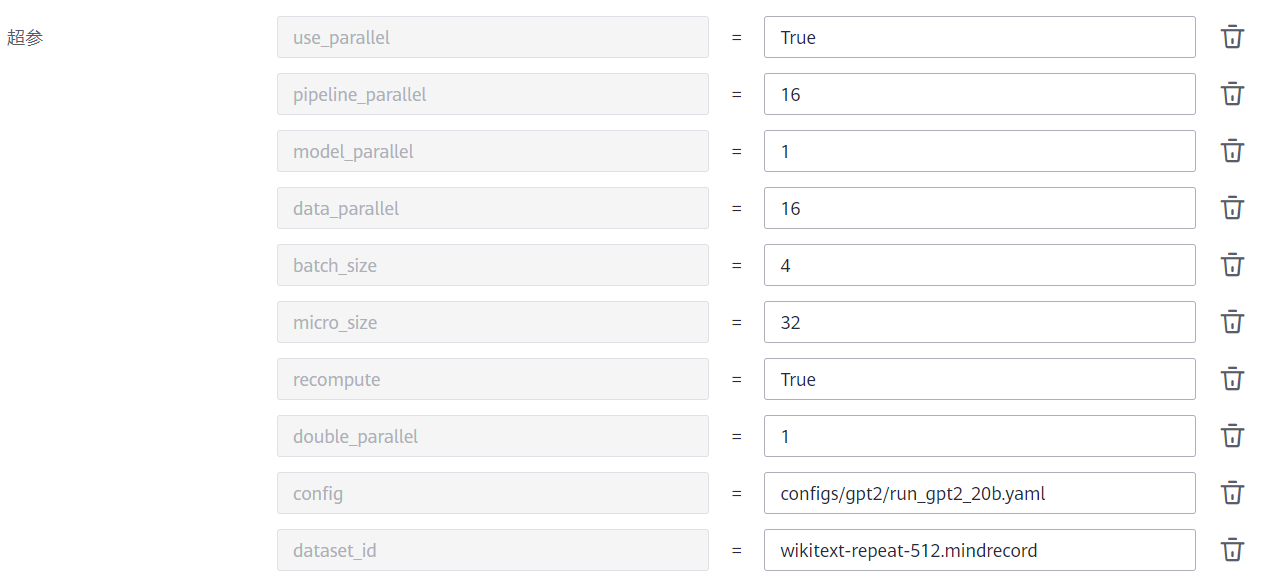 超参 use_parallel = True
pipeline_parallel = 16
model_parallel = 1
data_parallel = 16
batch_size = 4
micro_size = 32
recompute = True
double_parallel = 1
config = configs/gpt2/run_gpt2_20b.yaml
dataset_id = wikitext-repeat-512.mindrecord